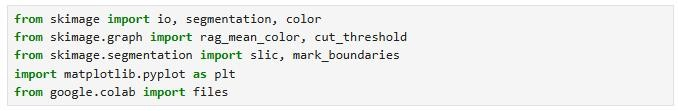 from skimage import io, segmentation, color
from skimage.graph import rag_mean_color, cut_threshold
from skimage.segmentation import slic, mark_boundaries
import matplotlib.pyplot as plt
from google.colab import files